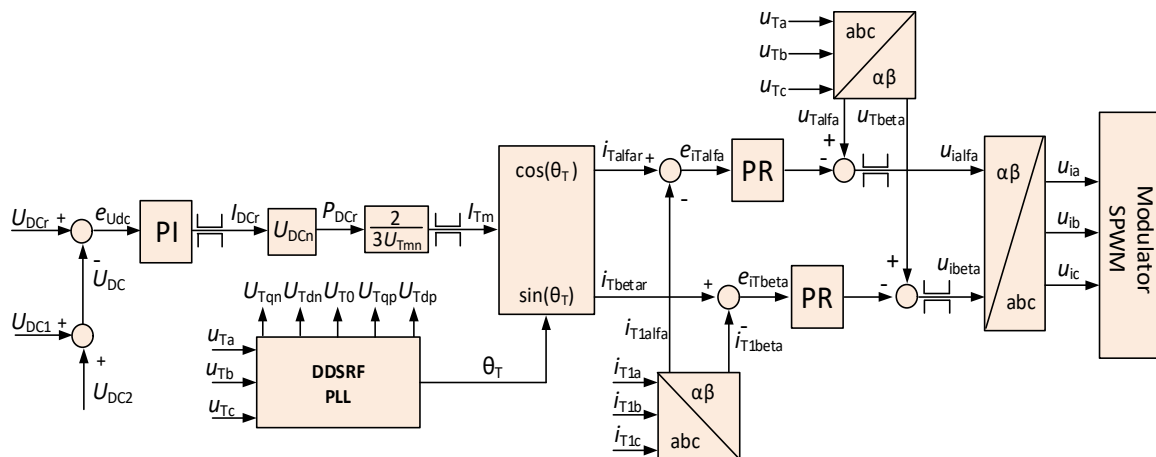 uTa
uTb
uTc
abc
αβ
uTalfa
uTbeta
+
-
iTalfar
+
-
eiTalfa
PR
uialfa
αβ
abc
uia
uib
uic
Modulator
SPWM
cos(θT)
sin(θT)
UDCr
+
-
eUdc
PI
IDCr
UDCn
PDCr
2
3UTmn
ITm
UDC
UDC1
+
+
UDC2
UTqn
UTdn
UT0
UTqp
UTdp
uTa
uTb
uTc
DDSRF
PLL
θT
iTbetar
+
-
eiTbeta
PR
+
-
uibeta
iT1alfa
iT1beta
iT1a
iT1b
iT1c
αβ
abc